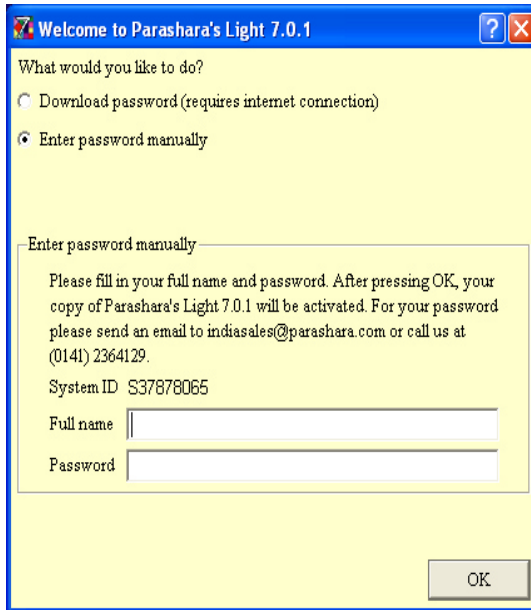 Welcome to Parashara's Light 7.0.1
What would you like to do?
Download password (requires internet connection)
Enter password manually
Enter password manually
Please fill in your full name and password. After pressing OK, your
copy of Parashara's Light 7.0.1 will be activated. For your password
please send an email to indiasales@parashara.com or call us at
(0141) 2364129.
System ID S37878065
Full name
Password
OK